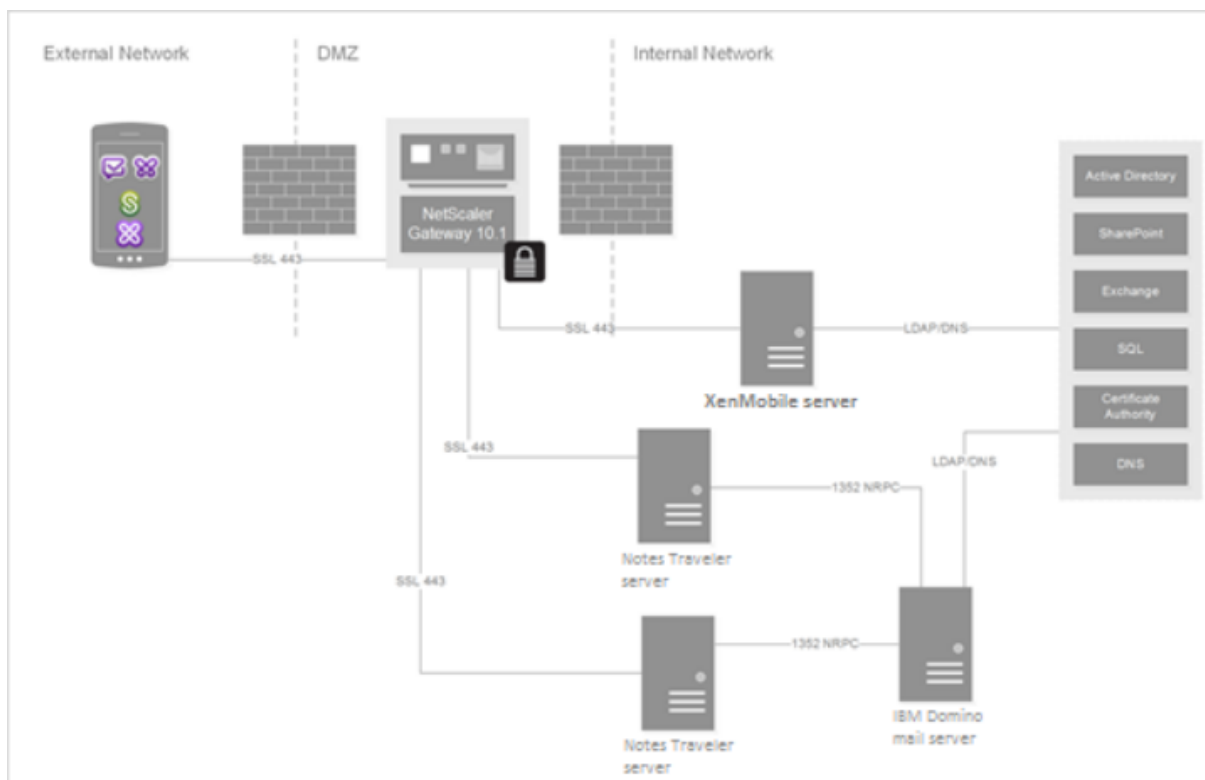 External Network
DMZ
Internal Network
NetScaler
Gateway 10.1
S
SSL 443
SSL 443
LDAP/DNS
XenMobile server
Active Directory
SharePoint
Exchange
SQL
Certificate
Authority
DNS
SSL 443
LDAP/DNS
1352 NRPC
Notes Traveler
server
SSL 443
1352 NRPC
Notes Traveler
server
IBM Domino
mail server